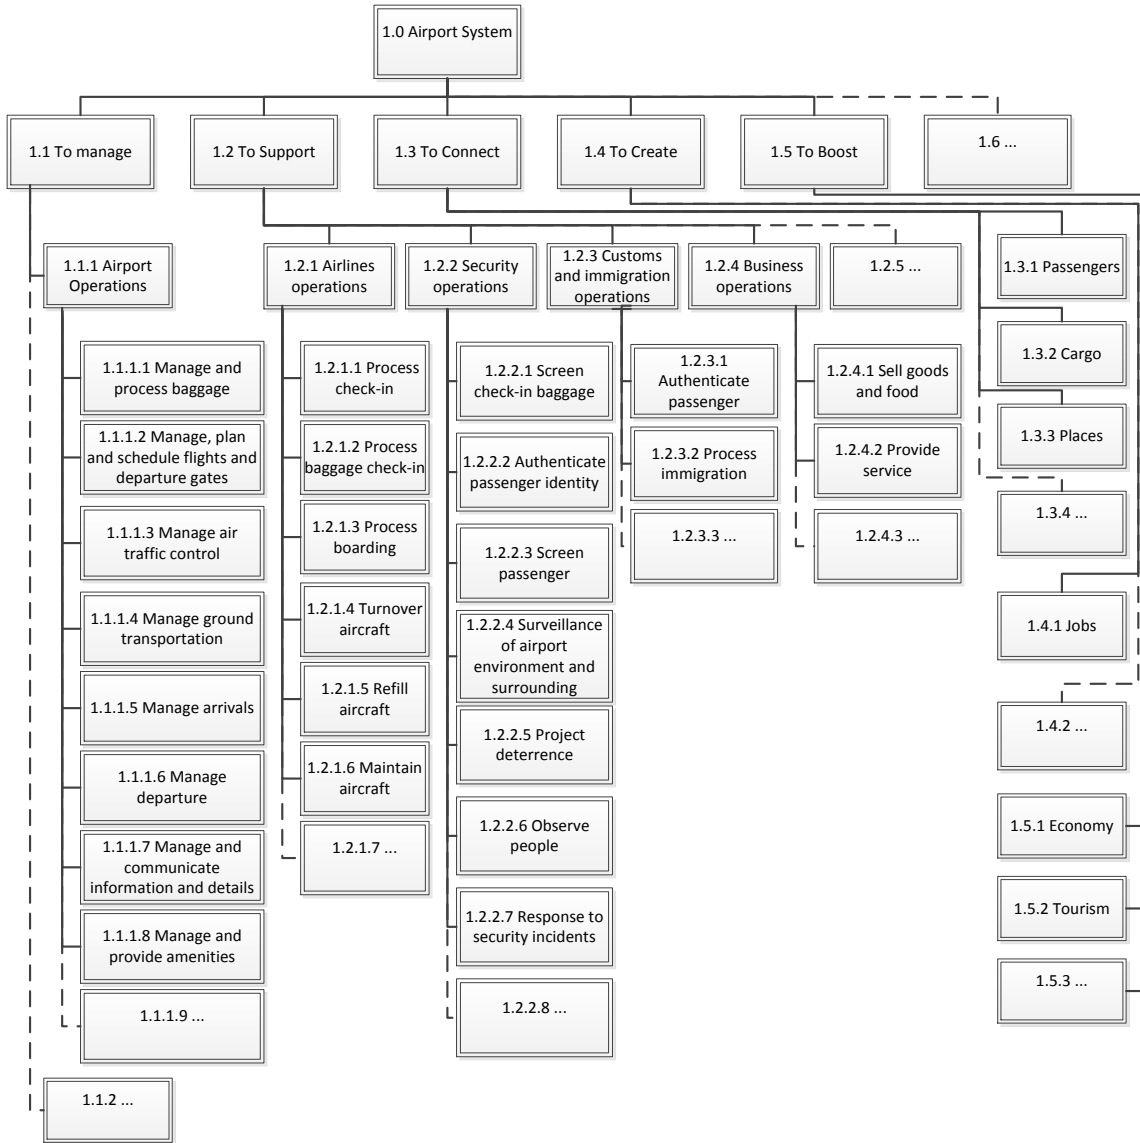 1.0 Airport System
1.1 To manage
1.2 To Support
1.3 To Connect
1.4 To Create
1.5 To Boost
1.6 ...
1.1.1 Airport
Operations
1.1.1.1 Manage and
process baggage
1.1.1.2 Manage, plan
and schedule flights and
departure gates
1.1.1.3 Manage air
traffic control
1.1.1.4 Manage ground
transportation
1.1.1.5 Manage arrivals
1.1.1.6 Manage
departure
1.1.1.7 Manage and
communicate
information and details
1.1.1.8 Manage and
provide amenities
1.1.1.9 ...
1.1.2 ...
1.2.1 Airlines
operations
1.2.1.1 Process
check-in
1.2.1.2 Process
baggage check-in
1.2.1.3 Process
boarding
1.2.1.4 Turnover
aircraft
1.2.1.5 Refill
aircraft
1.2.1.6 Maintain
aircraft
1.2.1.7 ...
1.2.2 Security
operations
1.2.2.1 Screen
check-in baggage
1.2.2.2 Authenticate
passenger identity
1.2.2.3 Screen
passenger
1.2.2.4 Surveillance
of airport
environment and
surrounding
1.2.2.5 Project
deterrence
1.2.2.6 Observe
people
1.2.2.7 Response to
security incidents
1.2.2.8 ...
1.2.3 Customs
and immigration
operations
1.2.3.1
Authenticate
passenger
1.2.3.2 Process
immigration
1.2.3.3 ...
1.2.4 Business
operations
1.2.4.1 Sell goods
and food
1.2.4.2 Provide
service
1.2.4.3 ...
1.2.5 ...
1.3.1 Passengers
1.3.2 Cargo
1.3.3 Places
1.3.4 ...
1.4.1 Jobs
1.4.2 ...
1.5.1 Economy
1.5.2 Tourism
1.5.3 ...